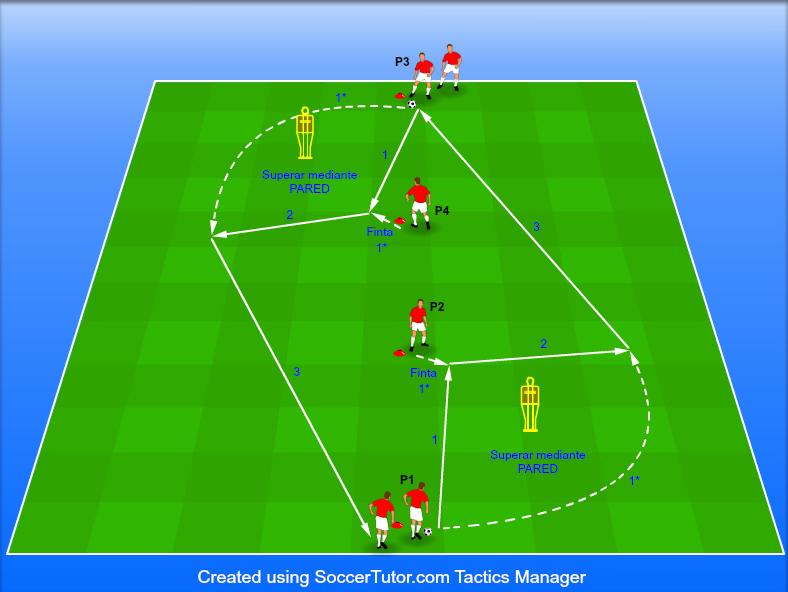 P3
1*
1
Superar mediante
PARED
P4
2
Finta
1*
3
P2
2
Finta
1*
3
1
Superar mediante
PARED
P1
1*
Created using SoccerTutor.com Tactics Manager